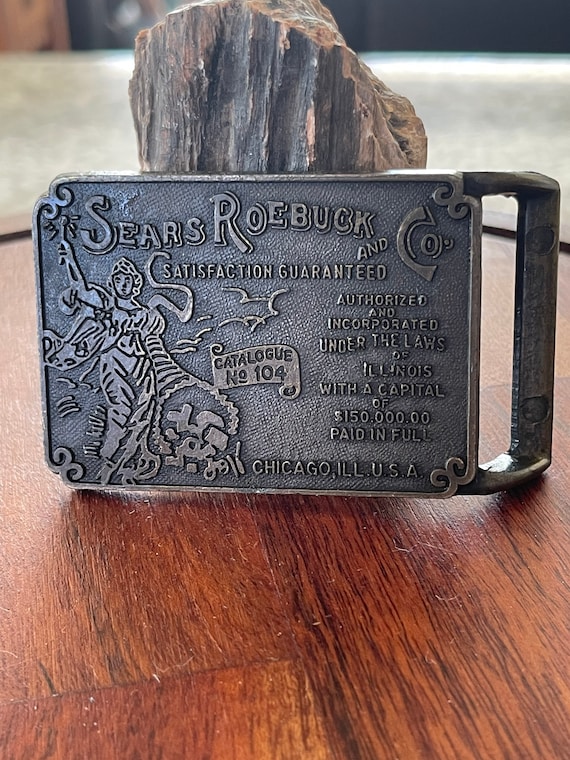 SEARS ROEBUCK AND CO.
SATISFACTION GUARANTEED
AUTHORIZED
AND
INCORPORATED
UNDER THE LAWS
OF
ILLINOIS
WITH A CAPITAL
OF
$150.000.00
PAID IN FULL
CATALOGUE
No 104
CHICAGO, ILL. U.S.A.